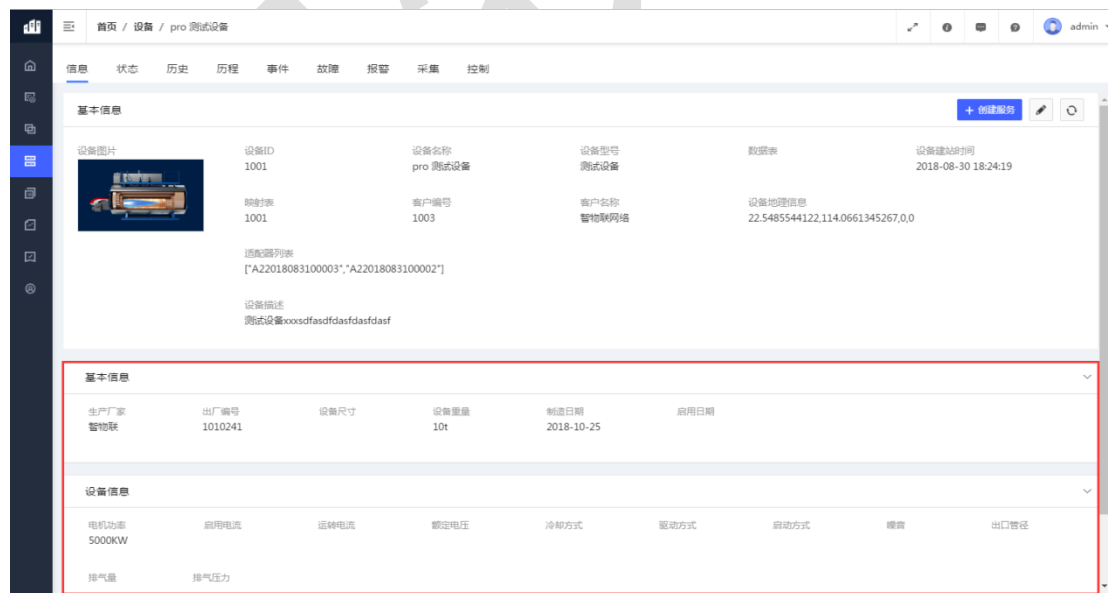 首页 / 设备 / pro 测试设备
admin
信息 状态 历史 历程 事件 故障 报警 采集 控制
基本信息
+ 创建服务
设备图片 设备ID 设备名称 设备型号 数据表 设备建站时间
1001 pro 测试设备 测试设备 2018-08-30 18:24:19
映射表 客户编号 客户名称 设备地理信息
1001 1003 智物联网络 22.5485544122,114.0661345267,0,0
适配器列表
["A22018083100003","A22018083100002"]
设备描述
测试设备xxxsdfasdfdasfdasfdasf
基本信息
生产厂家 出厂编号 设备尺寸 设备重量 制造日期 启用日期
智物联 1010241 10t 2018-10-25
设备信息
电机功率 启用电流 运转电流 额定电压 冷却方式 驱动方式 启动方式 噪音 出口管径
5000KW
排气量 排气压力